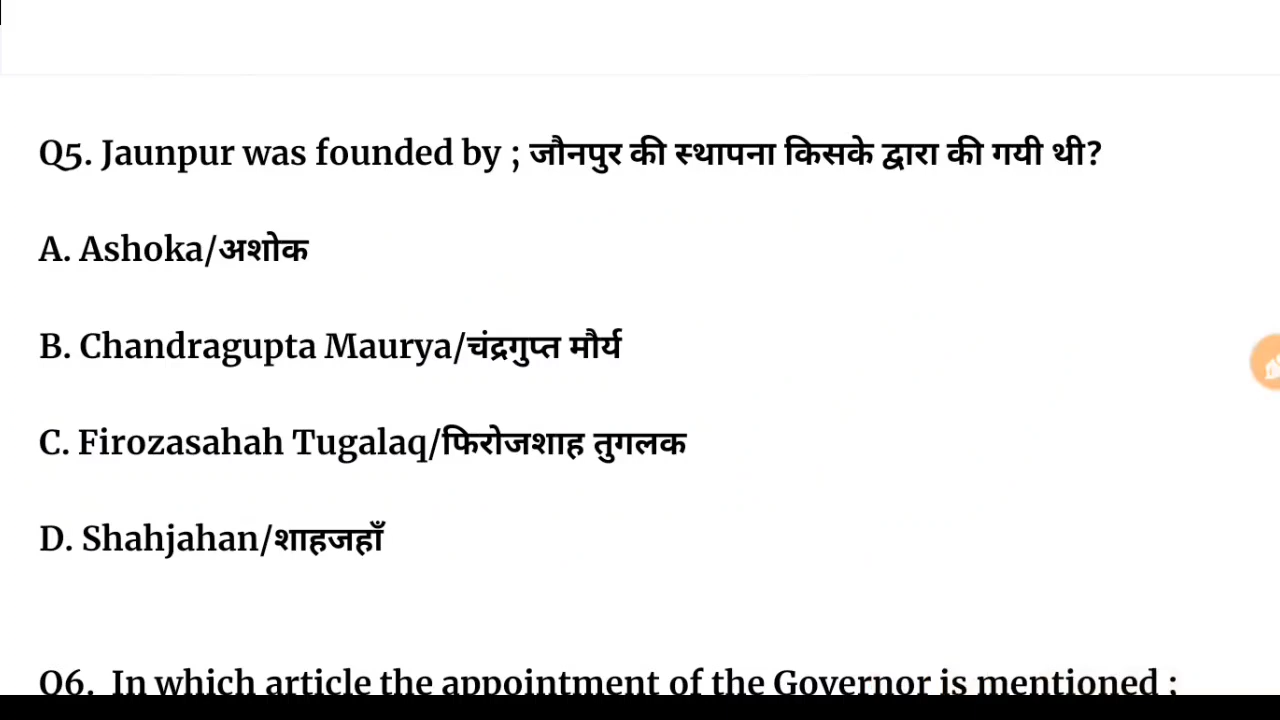 Q5. Jaunpur was founded by ; जौनपुर की स्थापना किसके द्वारा की गयी थी?
A. Ashoka/अशोक
B. Chandragupta Maurya/चंद्रगुप्त मौर्य
C. Firozasahah Tugalaq/फिरोजशाह तुगलक
D. Shahjahan/शाहजहाँ
Q6. In which article the appointment of the Governor is mentioned ;